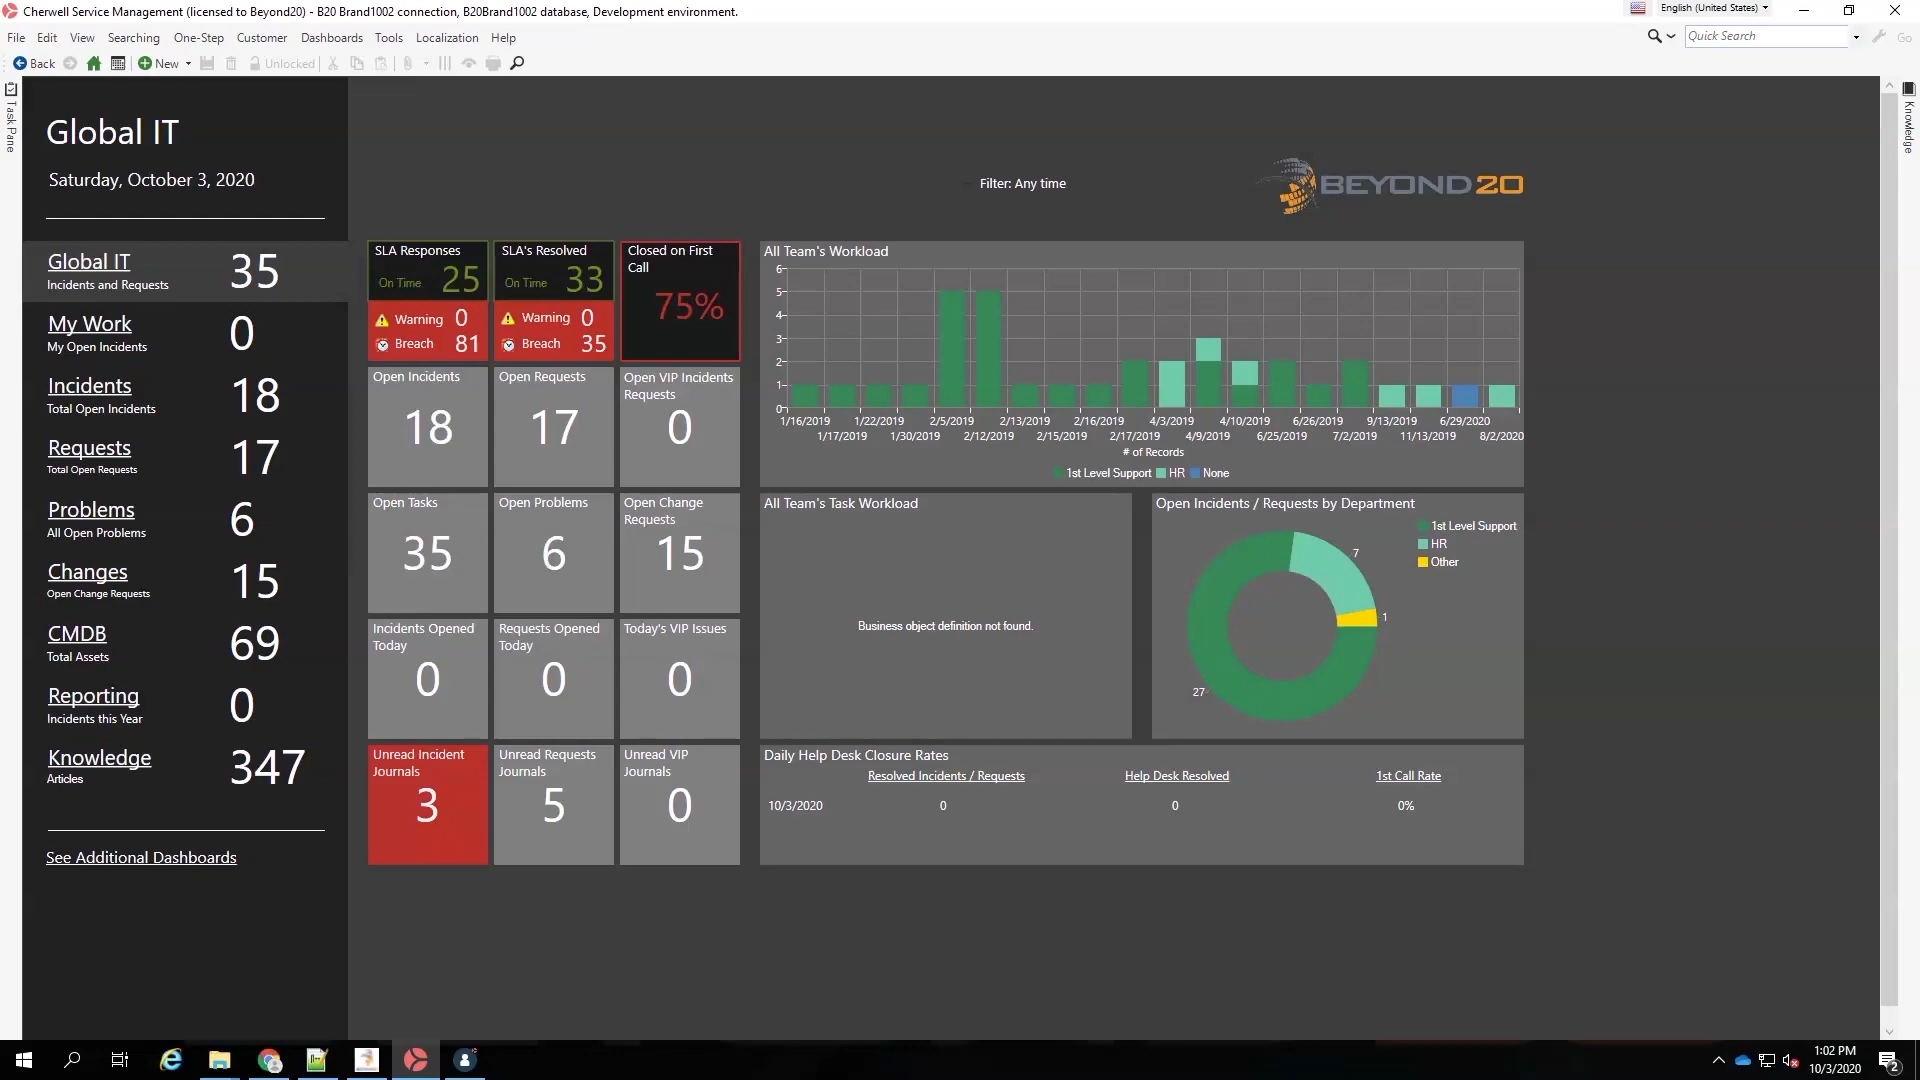 Cherwell Service Management (licensed to Beyond20) - B20 Brand1002 connection, B20Brand1002 database, Development environment.
English (United States)
File Edit View Searching One-Step Customer Dashboards Tools Localization Help
Quick Search
Go
Back New Unlocked
Task Pane
Knowledge
Global IT
Saturday, October 3, 2020
Filter: Any time
BEYOND20
Global IT 35
Incidents and Requests
My Work 0
My Open Incidents
Incidents 18
Total Open Incidents
Requests 17
Total Open Requests
Problems 6
All Open Problems
Changes 15
Open Change Requests
CMDB 69
Total Assets
Reporting 0
Incidents this Year
Knowledge 347
Articles
See Additional Dashboards
SLA Responses
On Time 25
Warning 0
Breach 81
SLA's Resolved
On Time 33
Warning 0
Breach 35
Closed on First
Call
75%
Open Incidents
18
Open Requests
17
Open VIP Incidents
Requests
0
Open Tasks
35
Open Problems
6
Open Change
Requests
15
Incidents Opened
Today
0
Requests Opened
Today
0
Today's VIP Issues
0
Unread Incident
Journals
3
Unread Requests
Journals
5
Unread VIP
Journals
0
All Team's Workload
6
5
4
3
2
1
0
1/16/2019 1/22/2019 2/5/2019 2/13/2019 2/16/2019 4/3/2019 4/10/2019 6/26/2019 9/13/2019 6/29/2020
1/17/2019 1/30/2019 2/12/2019 2/15/2019 2/17/2019 4/9/2019 6/25/2019 7/2/2019 11/13/2019 8/2/2020
# of Records
1st Level Support HR None
All Team's Task Workload
Business object definition not found.
Open Incidents / Requests by Department
1st Level Support
HR
Other
7
1
27
Daily Help Desk Closure Rates
Resolved Incidents / Requests Help Desk Resolved 1st Call Rate
10/3/2020 0 0 0%
1:02 PM
10/3/2020
2